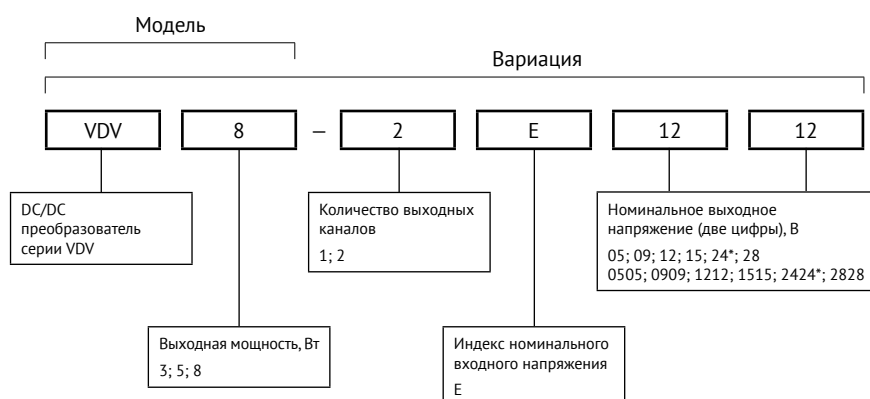 Модель
Вариация
VDV 8 – 2 E 12 12
DC/DC
преобразователь
серии VDV
Количество выходных
каналов
1; 2
Номинальное выходное
напряжение (две цифры), В
05; 09; 12; 15; 24*; 28
0505; 0909; 1212; 1515; 2424*; 2828
Выходная мощность, Вт
3; 5; 8
Индекс номинального
входного напряжения
E